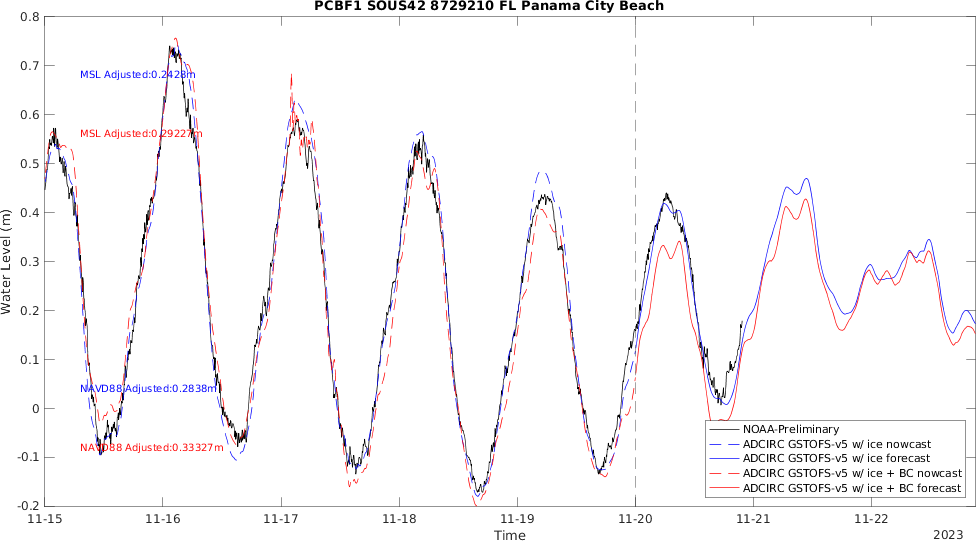 PCBF1 SOUS42 8729210 FL Panama City Beach
Water Level (m)
0.8
0.7
0.6
0.5
0.4
0.3
0.2
0.1
0
-0.1
-0.2
MSL Adjusted:0.2428m
MSL Adjusted:0.29227m
NAVD88 Adjusted:0.2838m
NAVD88 Adjusted:0.33327m
NOAA-Preliminary
ADCIRC GSTOFS-v5 w/ ice nowcast
ADCIRC GSTOFS-v5 w/ ice forecast
ADCIRC GSTOFS-v5 w/ ice + BC nowcast
ADCIRC GSTOFS-v5 w/ ice + BC forecast
11-15 11-16 11-17 11-18 11-19 11-20 11-21 11-22
Time
2023